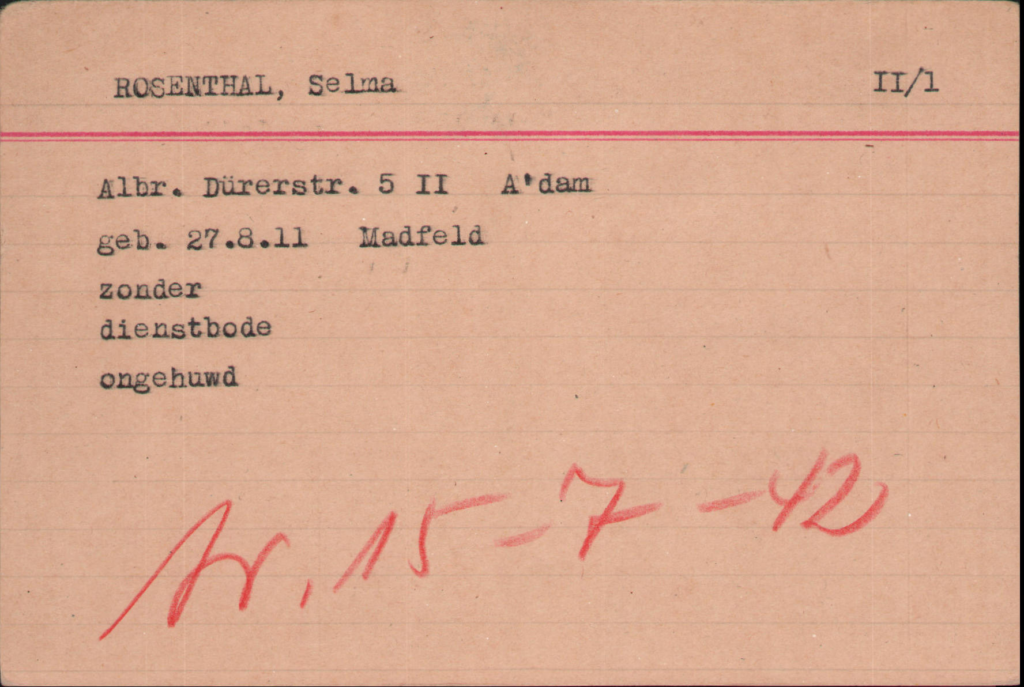 ROSENTHAL, Selma II/1
Albr. Dürerstr. 5 II A'dam
geb. 27.8.11 Madfeld
zonder
dienstbode
ongehuwd
tr. 15-7-42